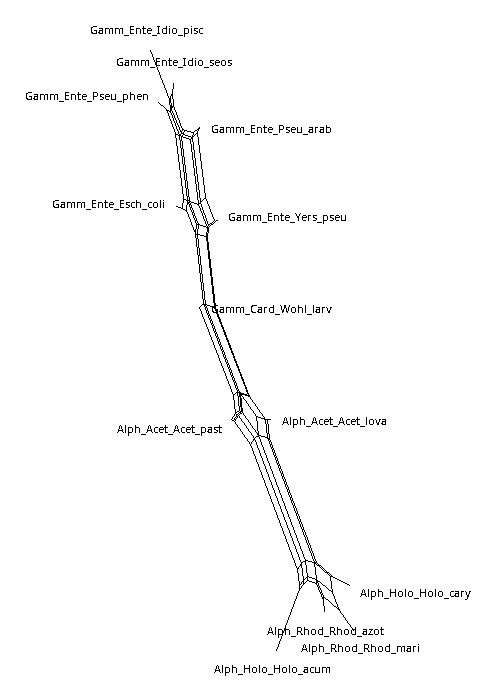 Gamm_Ente_Idio_pisc
Gamm_Ente_Idio_seos
Gamm_Ente_Pseu_phen
Gamm_Ente_Pseu_arab
Gamm_Ente_Esch_coli
Gamm_Ente_Yers_pseu
Gamm_Card_Wohl_larv
Alph_Acet_Acet_lova
Alph_Acet_Acet_past
Alph_Holo_Holo_cary
Alph_Rhod_Rhod_azot
Alph_Rhod_Rhod_mari
Alph_Holo_Holo_acum